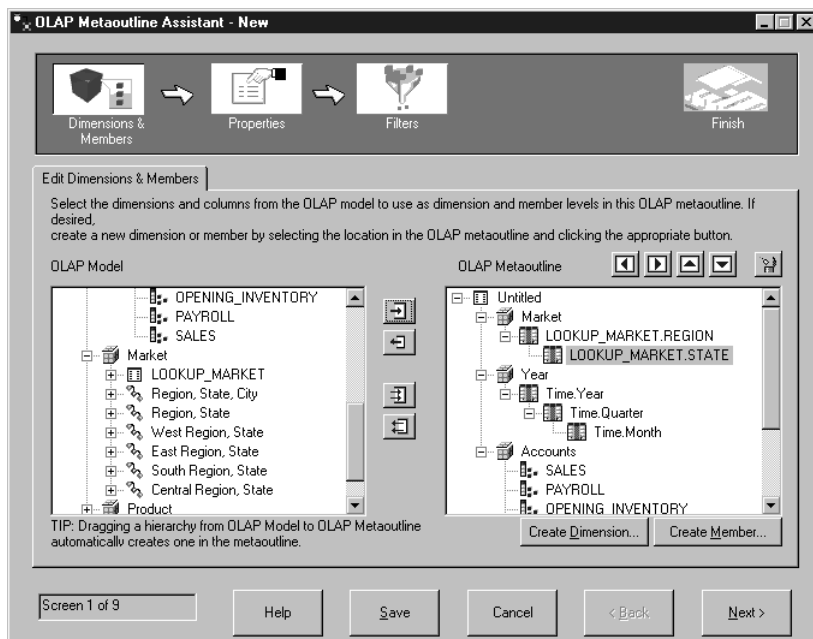 OLAP Metaoutline Assistant - New
Dimensions &
Members
Properties
Filters
Finish
Edit Dimensions & Members
Select the dimensions and columns from the OLAP model to use as dimension and member levels in this OLAP metaoutline. If
desired,
create a new dimension or member by selecting the location in the OLAP metaoutline and clicking the appropriate button.
OLAP Model
OPENING_INVENTORY
PAYROLL
SALES
Market
LOOKUP_MARKET
Region, State, City
Region, State
West Region, State
East Region, State
South Region, State
Central Region, State
Product
TIP: Dragging a hierarchy from OLAP Model to OLAP Metaoutline
automatically creates one in the metaoutline.
OLAP Metaoutline
Untitled
Market
LOOKUP_MARKET.REGION
LOOKUP_MARKET.STATE
Year
Time.Year
Time.Quarter
Time.Month
Accounts
SALES
PAYROLL
OPENING_INVENTORY
Create Dimension...
Create Member...
Screen 1 of 9
Help
Save
Cancel
< Back
Next >